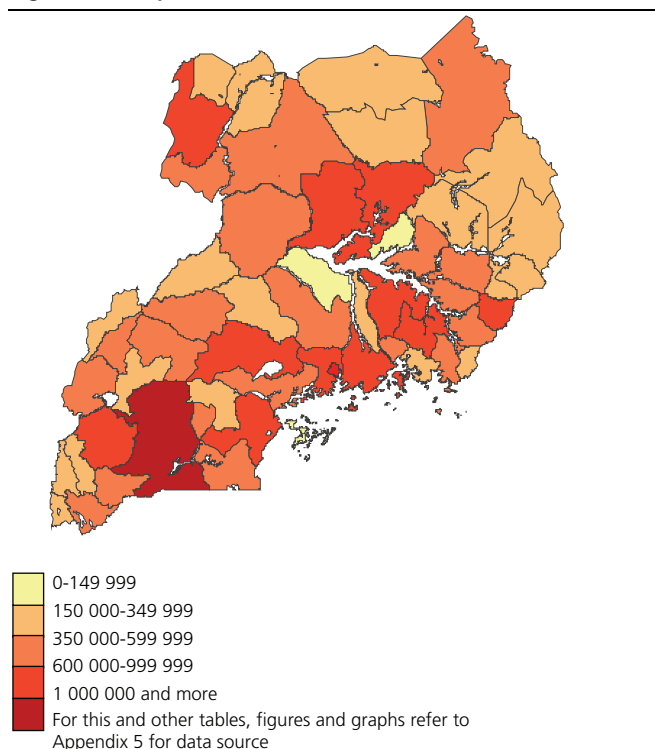 0-149 999
150 000-349 999
350 000-599 999
600 000-999 999
1 000 000 and more
For this and other tables, figures and graphs refer to
Appendix 5 for data source